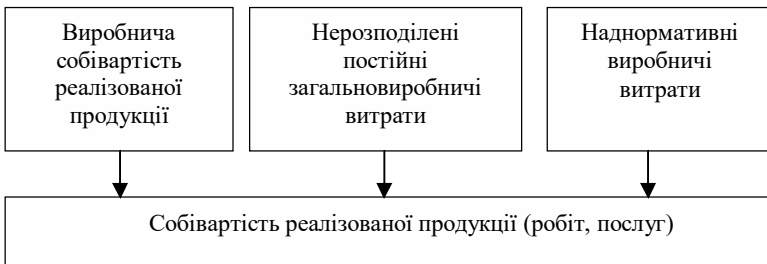 Виробнича
собівартість
реалізованої
продукції
Нерозподілені
постійні
загальновиробничі
витрати
Наднормативні
виробничі
витрати
Собівартість реалізованої продукції (робіт, послуг)